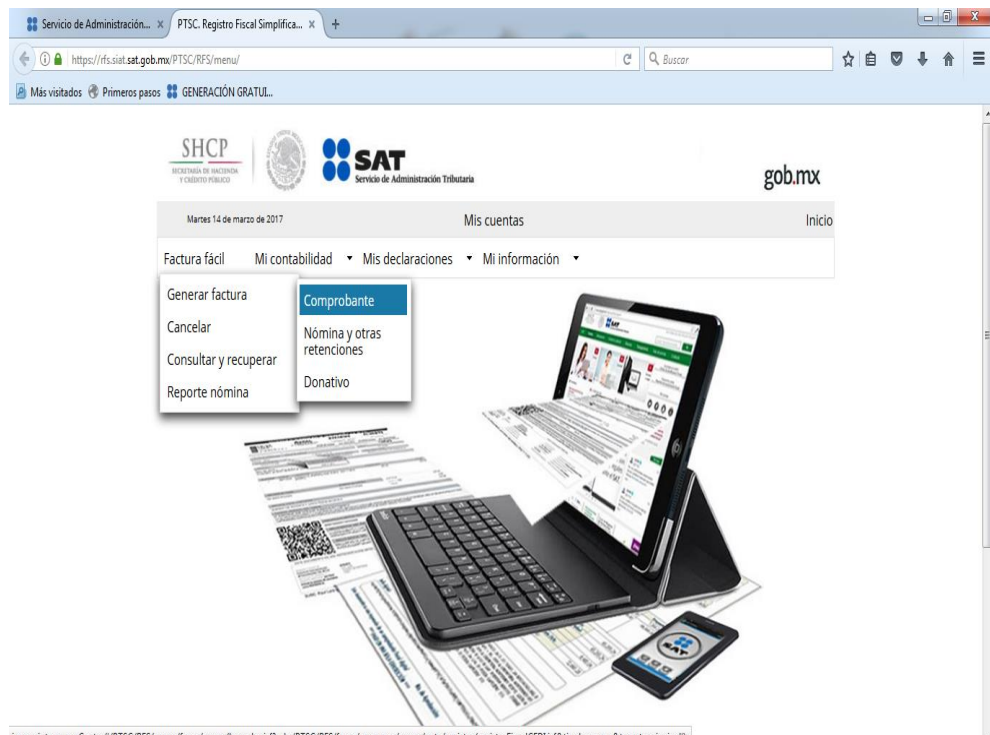 Servicio de Administración...
PTSC. Registro Fiscal Simplifica...
https://rfs.siat.sat.gob.mx/PTSC/RFS/menu/
Buscar
Más visitados
Primeros pasos
GENERACIÓN GRATUI...
SHCP
SECRETARÍA DE HACIENDA
Y CRÉDITO PÚBLICO
SAT
Servicio de Administración Tributaria
gob.mx
Martes 14 de marzo de 2017
Mis cuentas
Inicio
Factura fácil
Mi contabilidad
Mis declaraciones
Mi información
Generar factura
Comprobante
Cancelar
Nómina y otras
retenciones
Consultar y recuperar
Donativo
Reporte nómina
SAT